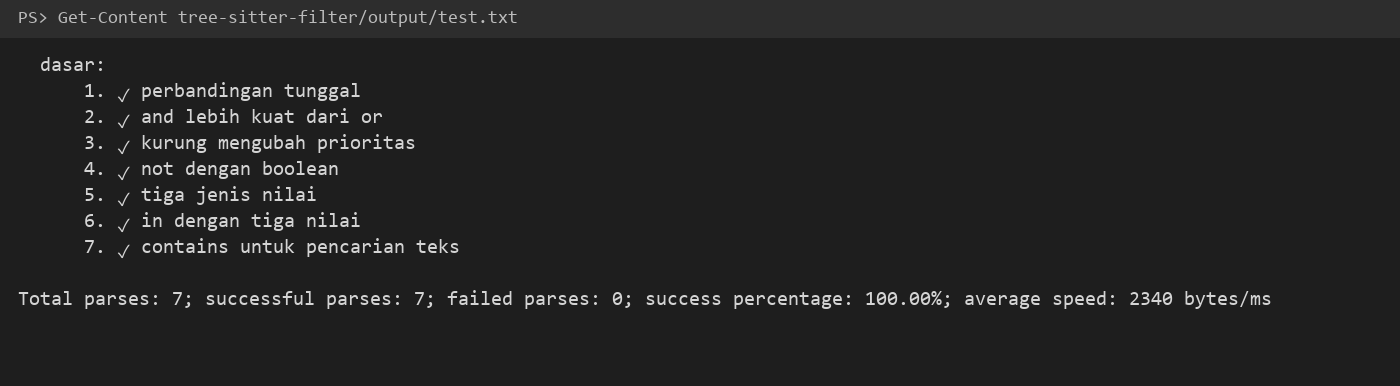 PS> Get-Content tree-sitter-filter/output/test.txt
dasar:
1. ✓ perbandingan tunggal
2. ✓ and lebih kuat dari or
3. ✓ kurung mengubah prioritas
4. ✓ not dengan boolean
5. ✓ tiga jenis nilai
6. ✓ in dengan tiga nilai
7. ✓ contains untuk pencarian teks
Total parses: 7; successful parses: 7; failed parses: 0; success percentage: 100.00%; average speed: 2340 bytes/ms